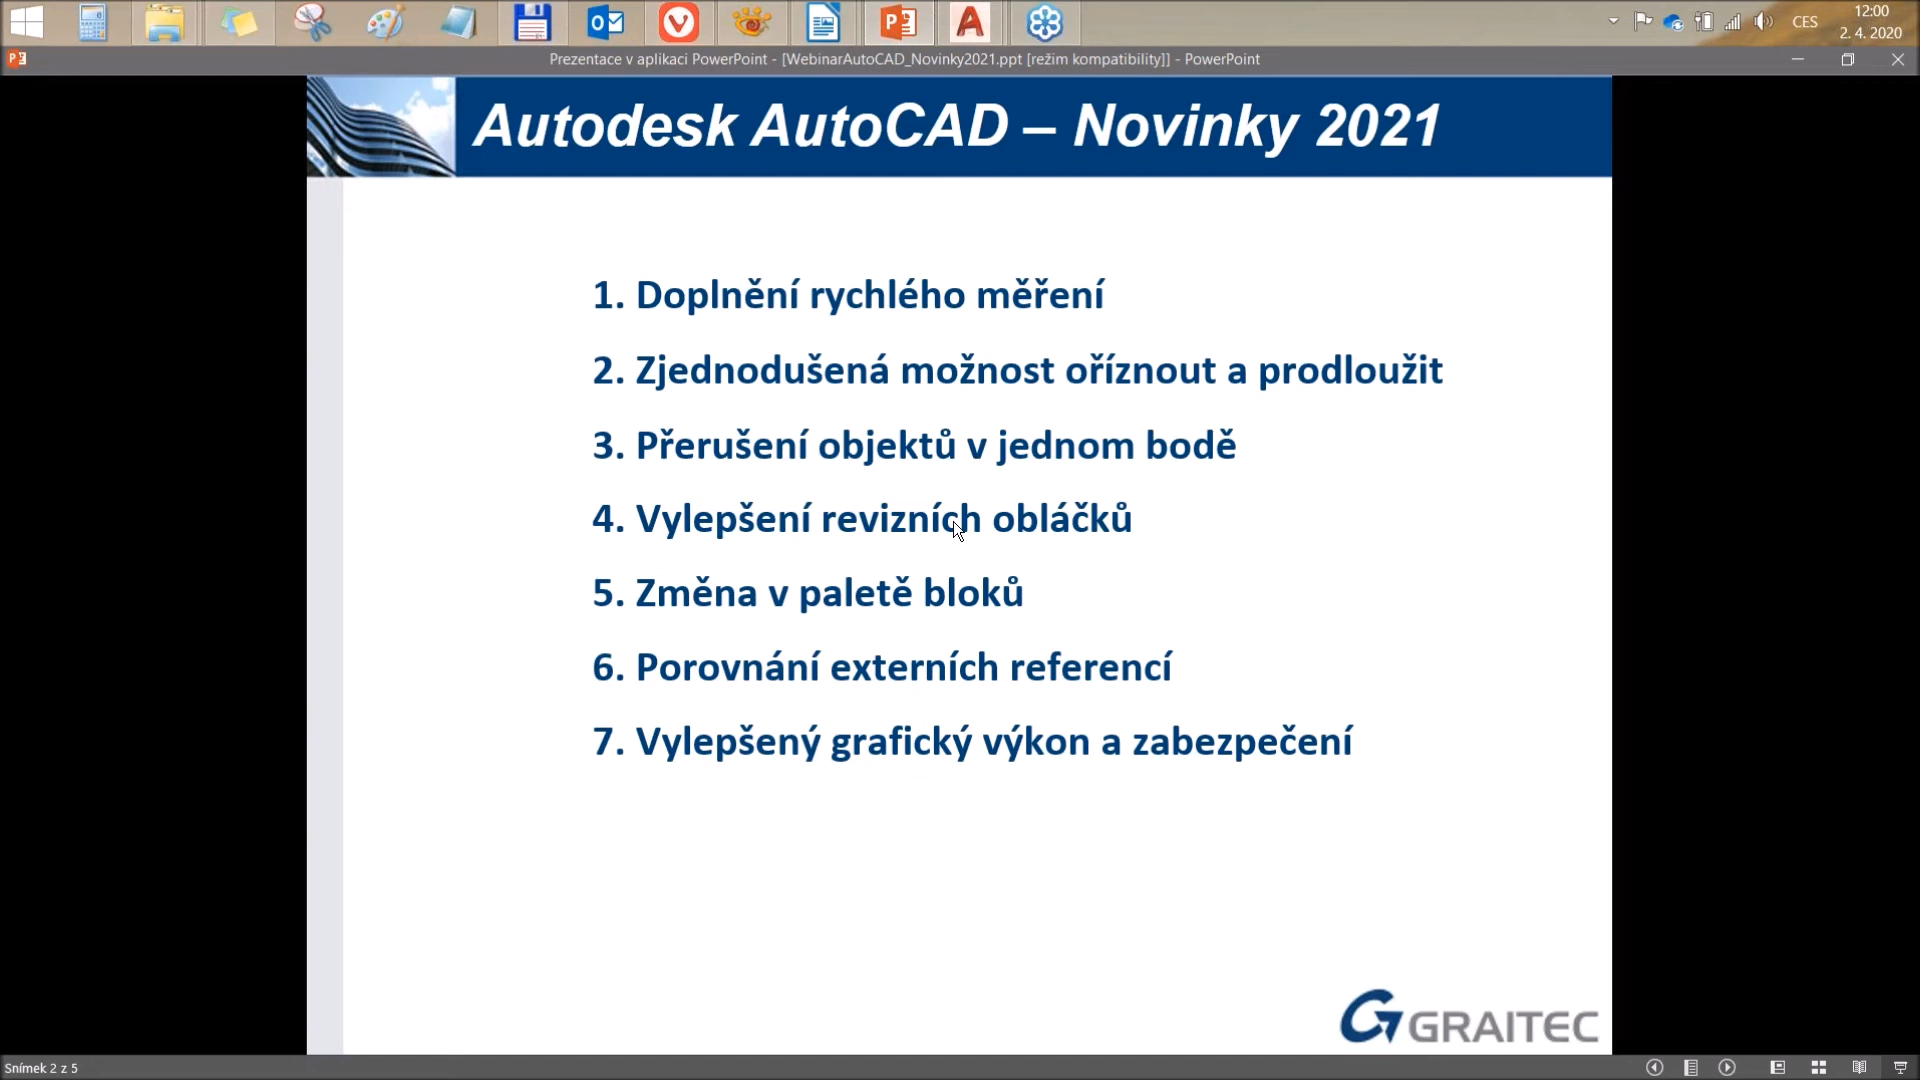 CES
12:00
2. 4. 2020
Prezentace v aplikaci PowerPoint - [WebinarAutoCAD_Novinky2021.ppt [režim kompatibility]] - PowerPoint
Autodesk AutoCAD – Novinky 2021
1. Doplnění rychlého měření
2. Zjednodušená možnost oříznout a prodloužit
3. Přerušení objektů v jednom bodě
4. Vylepšení revizních obláčků
5. Změna v paletě bloků
6. Porovnání externích referencí
7. Vylepšený grafický výkon a zabezpečení
GRAITEC
Snímek 2 z 5